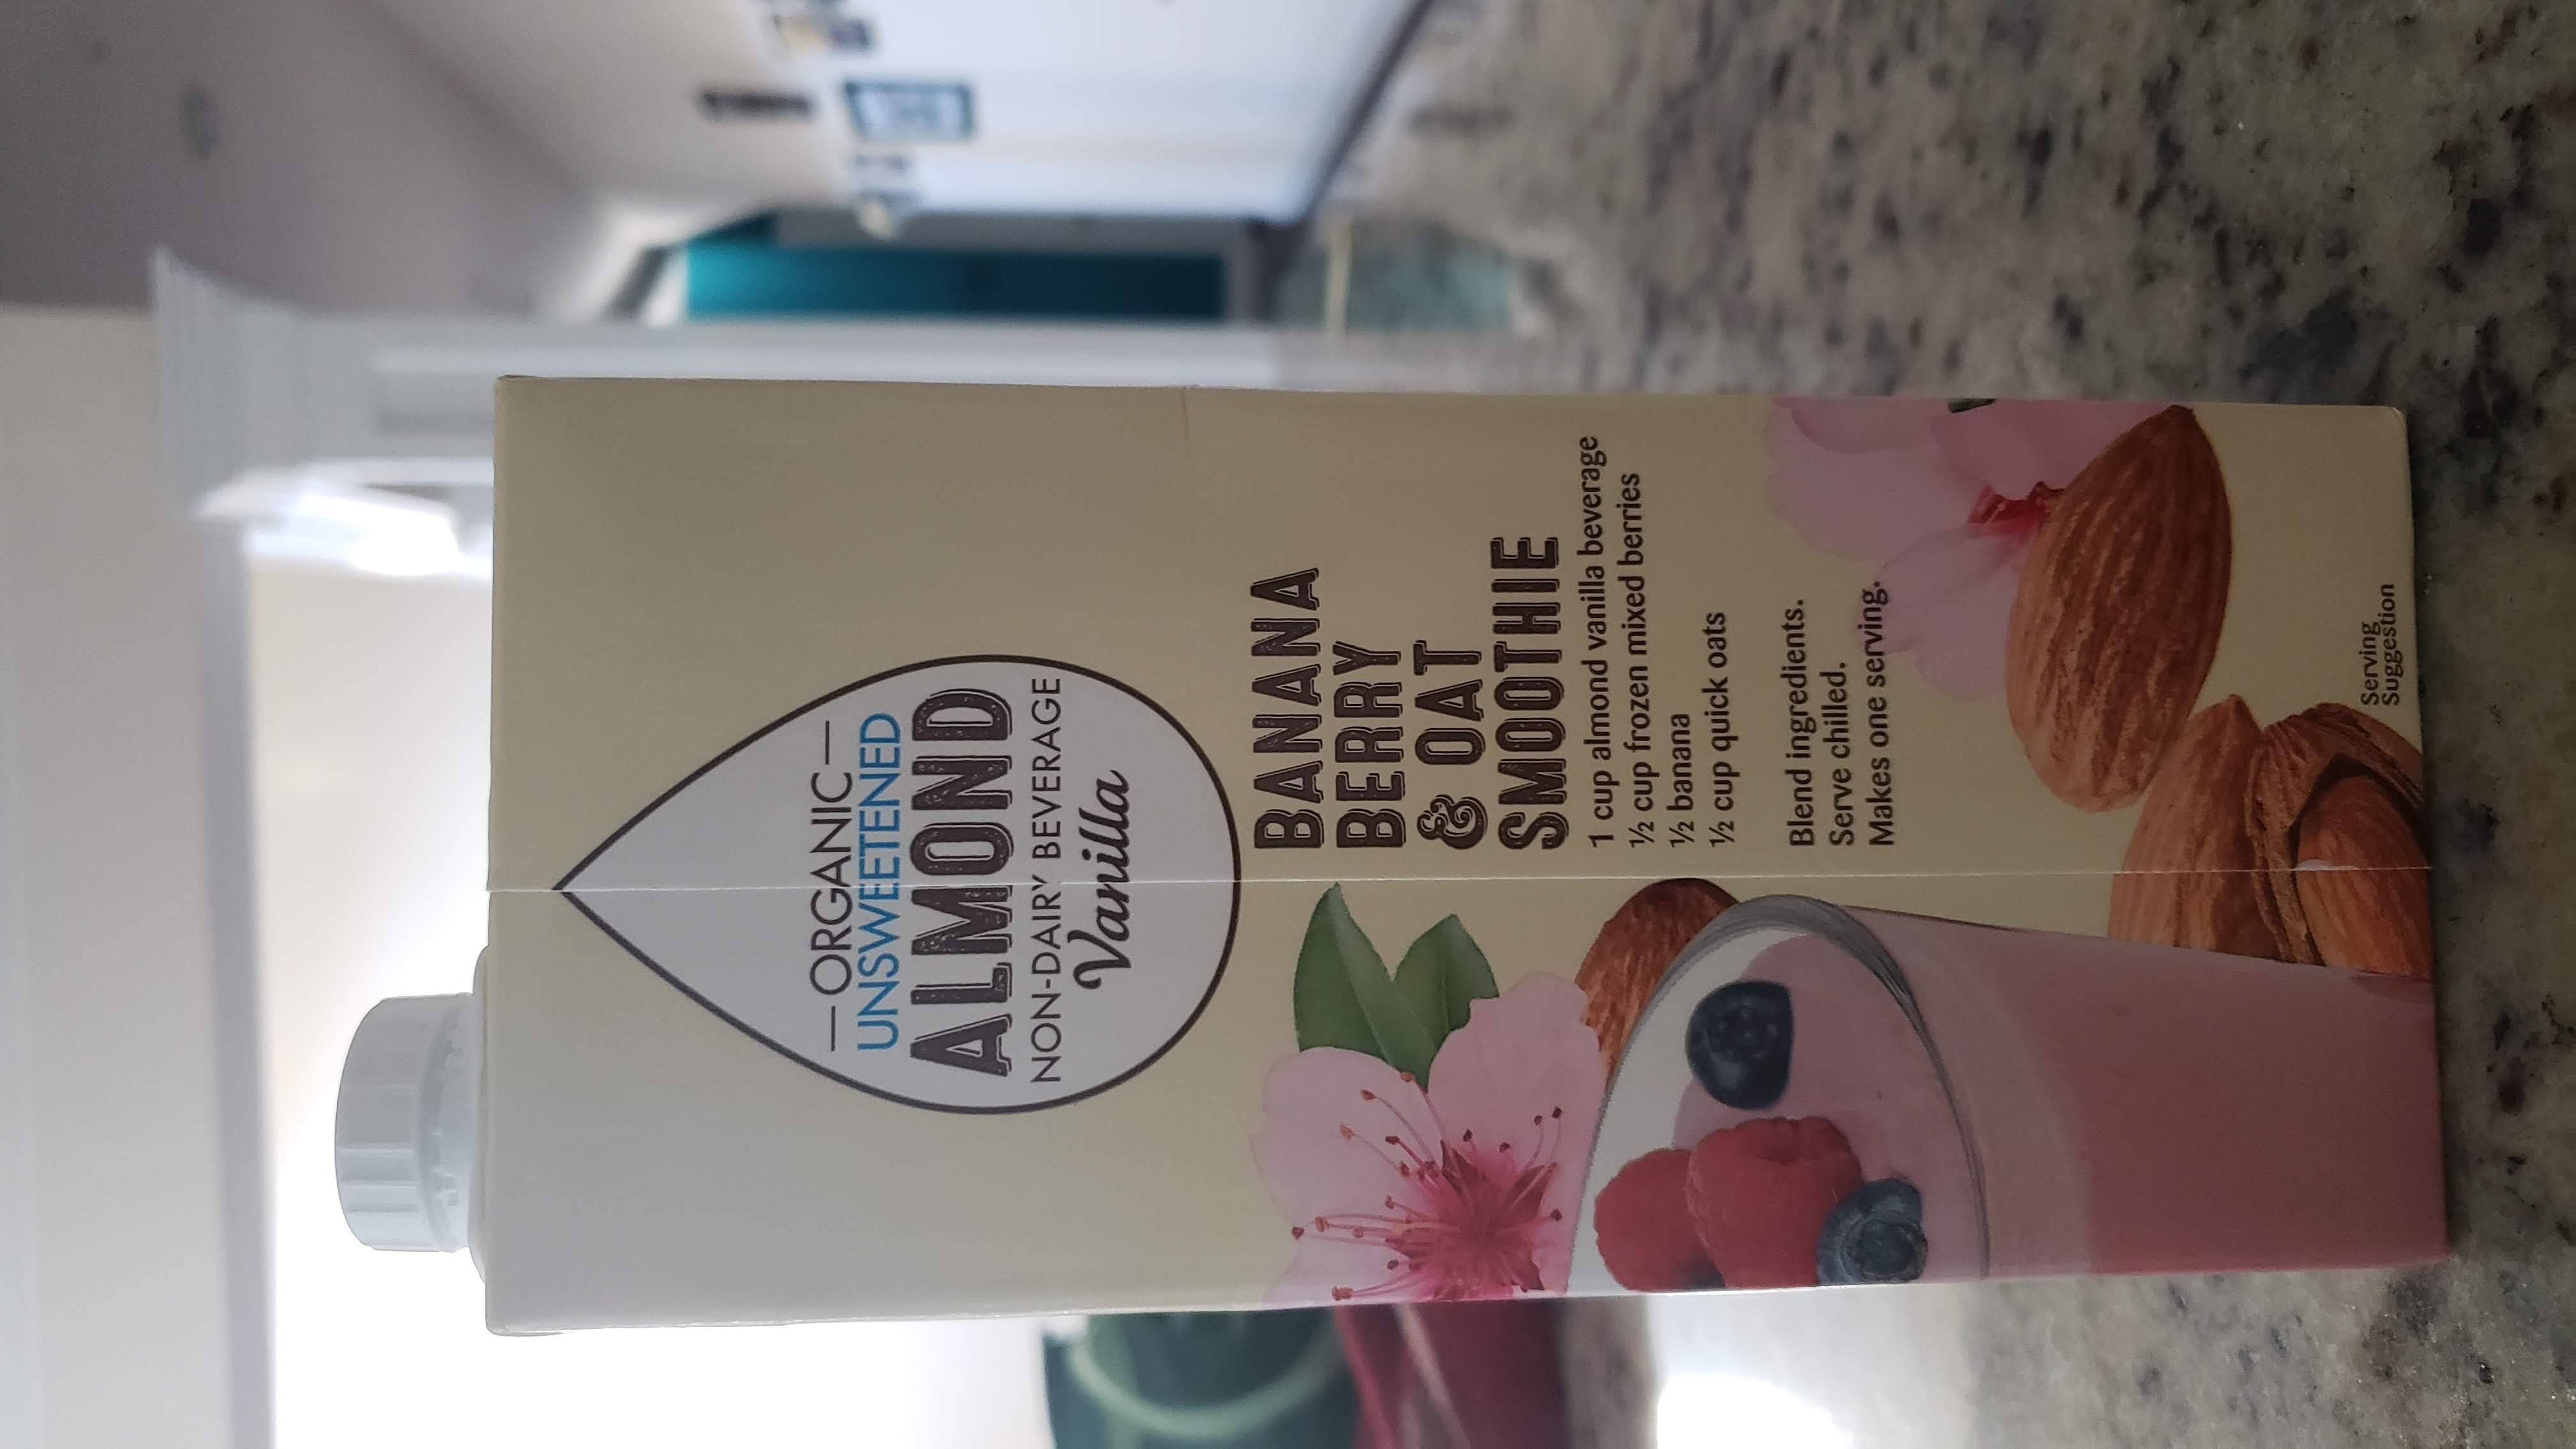 ORGANIC
UNSWEETENED
ALMOND
NON-DAIRY BEVERAGE
Vanilla
BANANA
BERRY
& OAT
SMOOTHIE
1 cup almond vanilla beverage
½ cup frozen mixed berries
½ banana
½ cup quick oats
Blend ingredients.
Serve chilled.
Makes one serving.
Serving
Suggestion